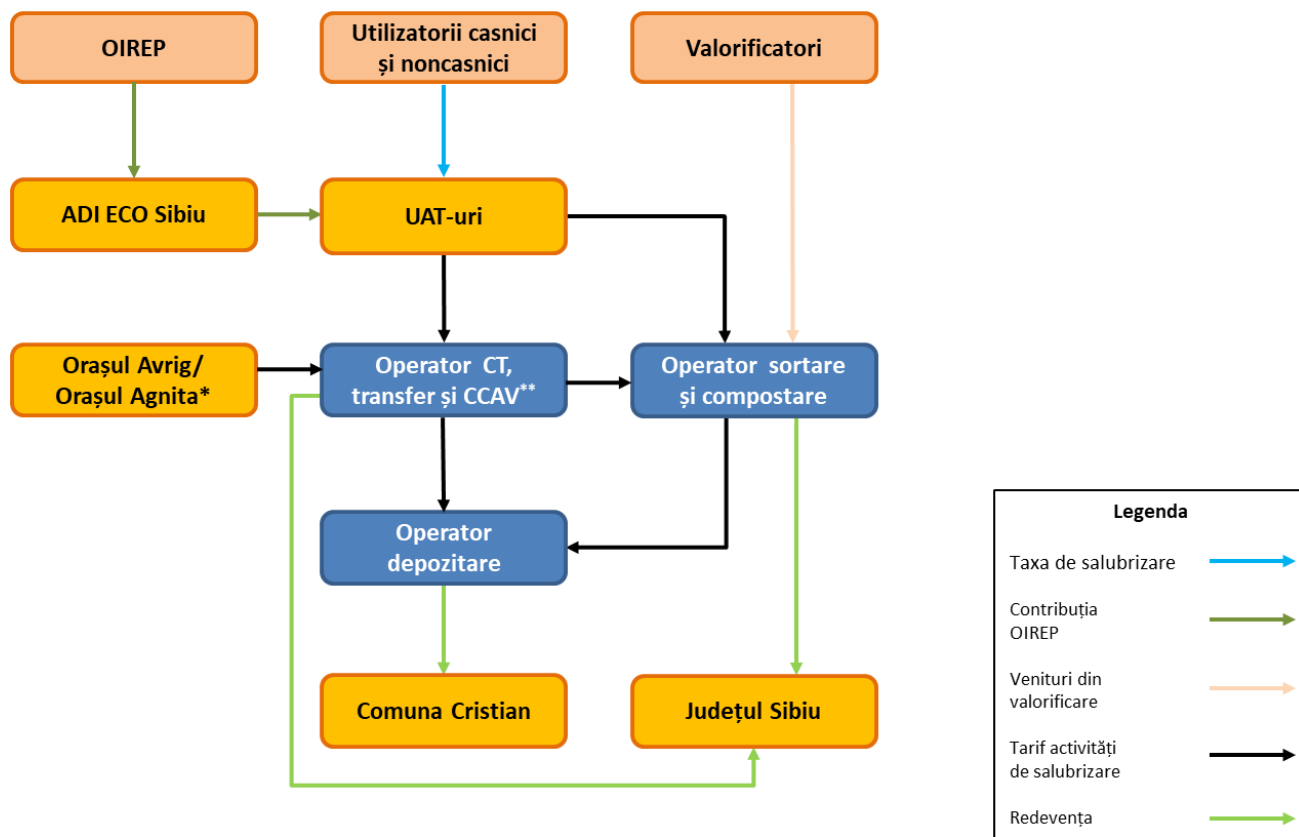 OIREP
Utilizatorii casnici
și noncasnici
Valorificatori
ADI ECO Sibiu
UAT-uri
Orașul Avrig/
Orașul Agnita*
Operator CT,
transfer și CCAV**
Operator sortare
și compostare
Operator
depozitare
Comuna Cristian
Județul Sibiu
Legenda
Taxa de salubrizare
Contribuția
OIREP
Venituri din
valorificare
Tarif activități
de salubrizare
Redevența